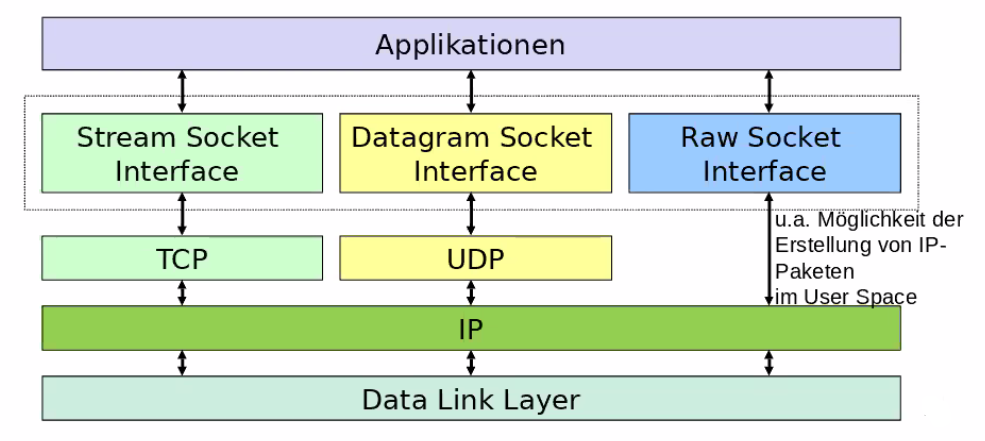 Applikationen
Stream Socket
Interface
Datagram Socket
Interface
Raw Socket
Interface
u.a. Möglichkeit der
Erstellung von IP-
Paketen
im User Space
TCP
UDP
IP
Data Link Layer